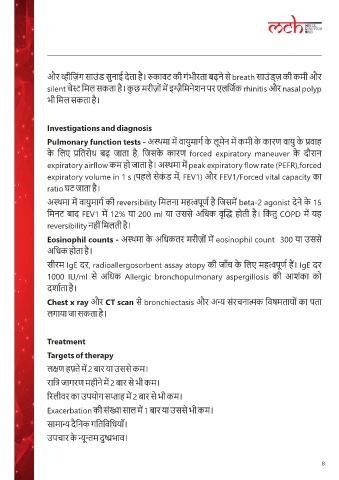 mch
और व्हीज़िंग साउंड सुनाई देता है। रुकावट की गंभीरता बढ़ने से breath साउंड्ज़ की कमी और
silent चेस्ट मिल सकता है। कुछ मरीज़ों में इग्ज़ैमिनेशन पर एलर्जिक rhinitis और nasal polyp
भी मिल सकता है।
Investigations and diagnosis
Pulmonary function tests - अस्थमा में वायुमार्ग के लूमेन में कमी के कारण वायु के प्रवाह
के लिए प्रतिरोध बढ़ जाता है, जिसके कारण forced expiratory maneuver के दौरान
expiratory airflow कम हो जाता है। अस्थमा में peak expiratory flow rate (PEFR),forced
expiratory volume in 1 s (पहले सेकंड में, FEV1) और FEV1/Forced vital capacity का
ratio घट जाता है।
अस्थमा में वायुमार्ग की reversibility मिलना महत्वपूर्ण है जिसमें beta-2 agonist देने के 15
मिनट बाद FEV1 में 12% या 200 ml या उससे अधिक वृद्धि होती है। किंतु COPD में यह
reversibility नहीं मिलती है।
Eosinophil counts - अस्थमा के अधिकतर मरीज़ों में eosinophil count 300 या उससे
अधिक होता है।
सीरम IgE दर, radioallergosorbent assay atopy की जाँच के लिए महत्वपूर्ण हैं। IgE दर
1000 IU/ml से अधिक Allergic bronchopulmonary aspergillosis की आशंका को
दर्शाता है।
Chest x ray और CT scan से bronchiectasis और अन्य संरचनात्मक विषमतायों का पता
लगाया जा सकता है।
Treatment
Targets of therapy
लक्षण हफ़्ते में 2 बार या उससे कम।
रात्रि जागरण महीने में 2 बार से भी कम।
रिलीवर का उपयोग सप्ताह में 2 बार से भी कम।
Exacerbation की संख्या साल में 1 बार या उससे भी कम।
सामान्य दैनिक गतिविधियाँ।
उपचार के न्यूनतम दुष्प्रभाव।
8